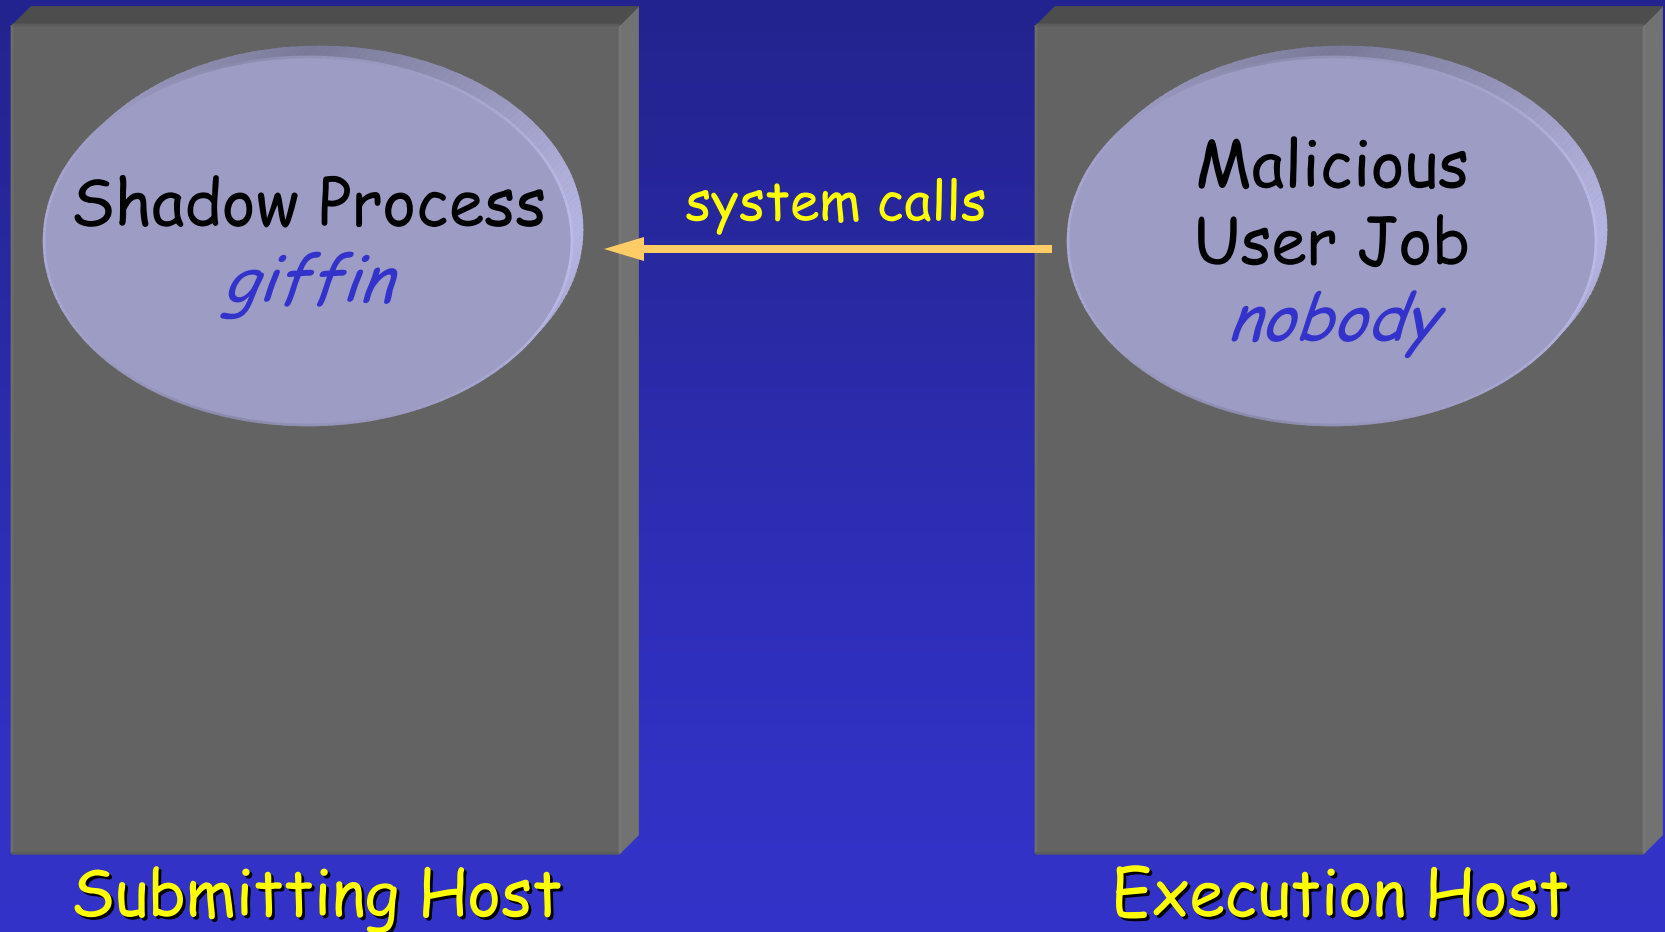 Shadow Process
giffin
system calls
Malicious
User Job
nobody
Submitting Host
Execution Host